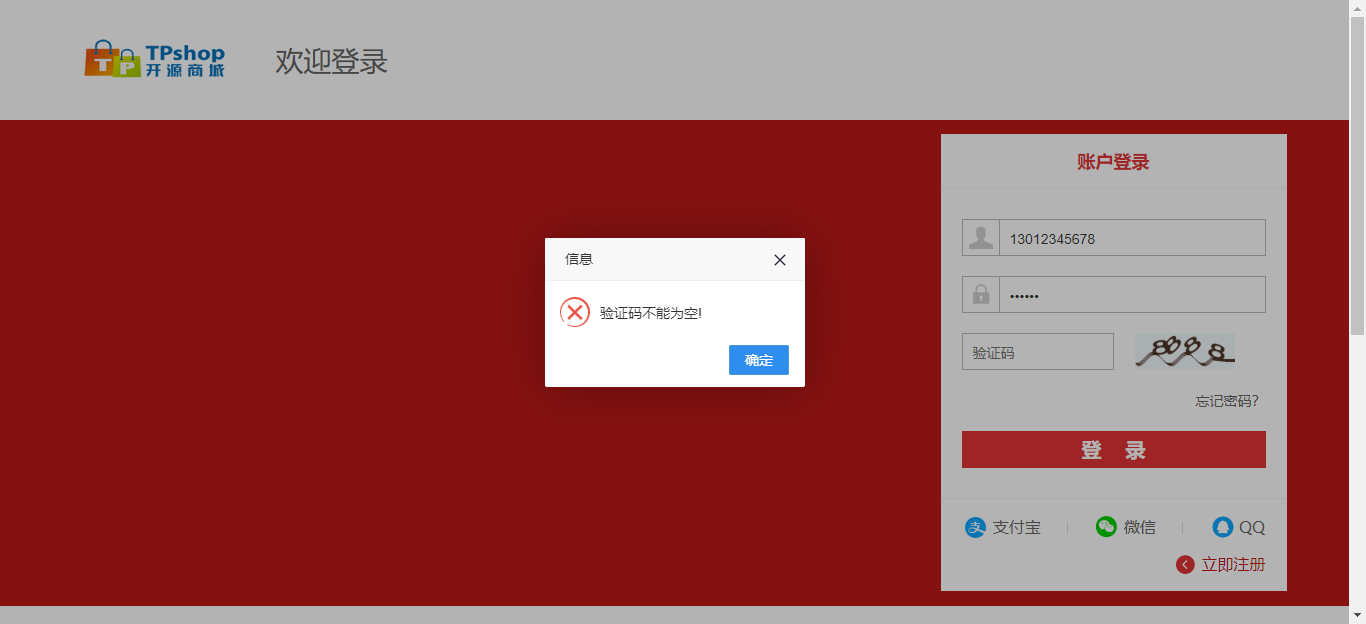 TPshop
开源商城
欢迎登录
账户登录
13012345678
••••••
验证码
8888
忘记密码?
登 录
支付宝
微信
QQ
立即注册
信息
验证码不能为空!
确定